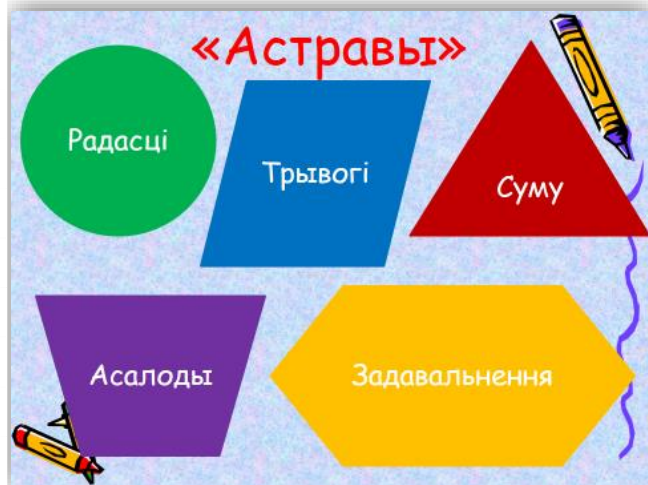 «Астравы»
Радасці
Трывогі
Суму
Асалоды
Задавальнення